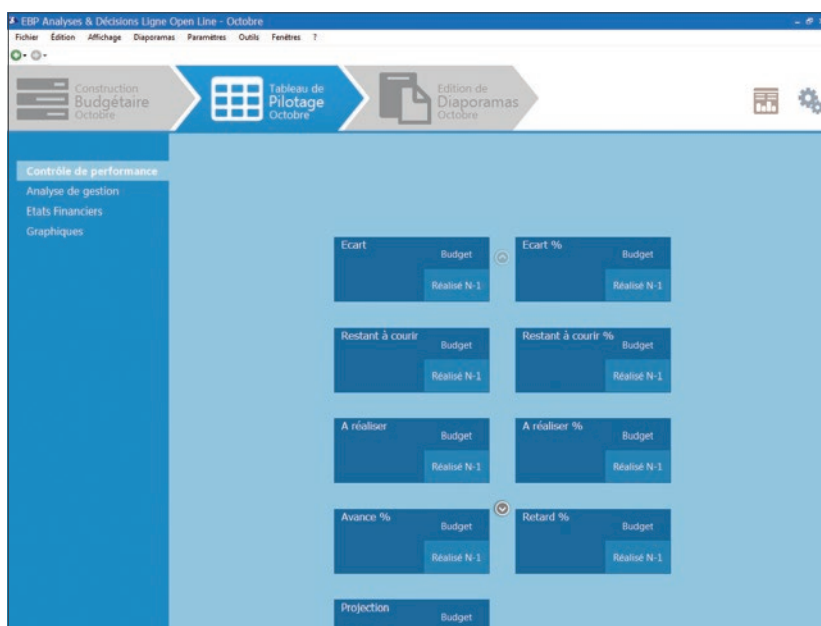 EBP Analyses & Décisions Ligne Open Line - Octobre
Fichier Édition Affichage Diaporamas Paramètres Outils Fenêtres ?
Construction
Budgétaire
Octobre
Tableau de
Pilotage
Octobre
Edition de
Diaporamas
Octobre
Contrôle de performance
Analyse de gestion
Etats Financiers
Graphiques
Ecart
Budget
Réalisé N-1
Ecart %
Budget
Réalisé N-1
Restant à courir
Budget
Réalisé N-1
Restant à courir %
Budget
Réalisé N-1
A réaliser
Budget
Réalisé N-1
A réaliser %
Budget
Réalisé N-1
Avance %
Budget
Réalisé N-1
Retard %
Budget
Réalisé N-1
Projection
Budget